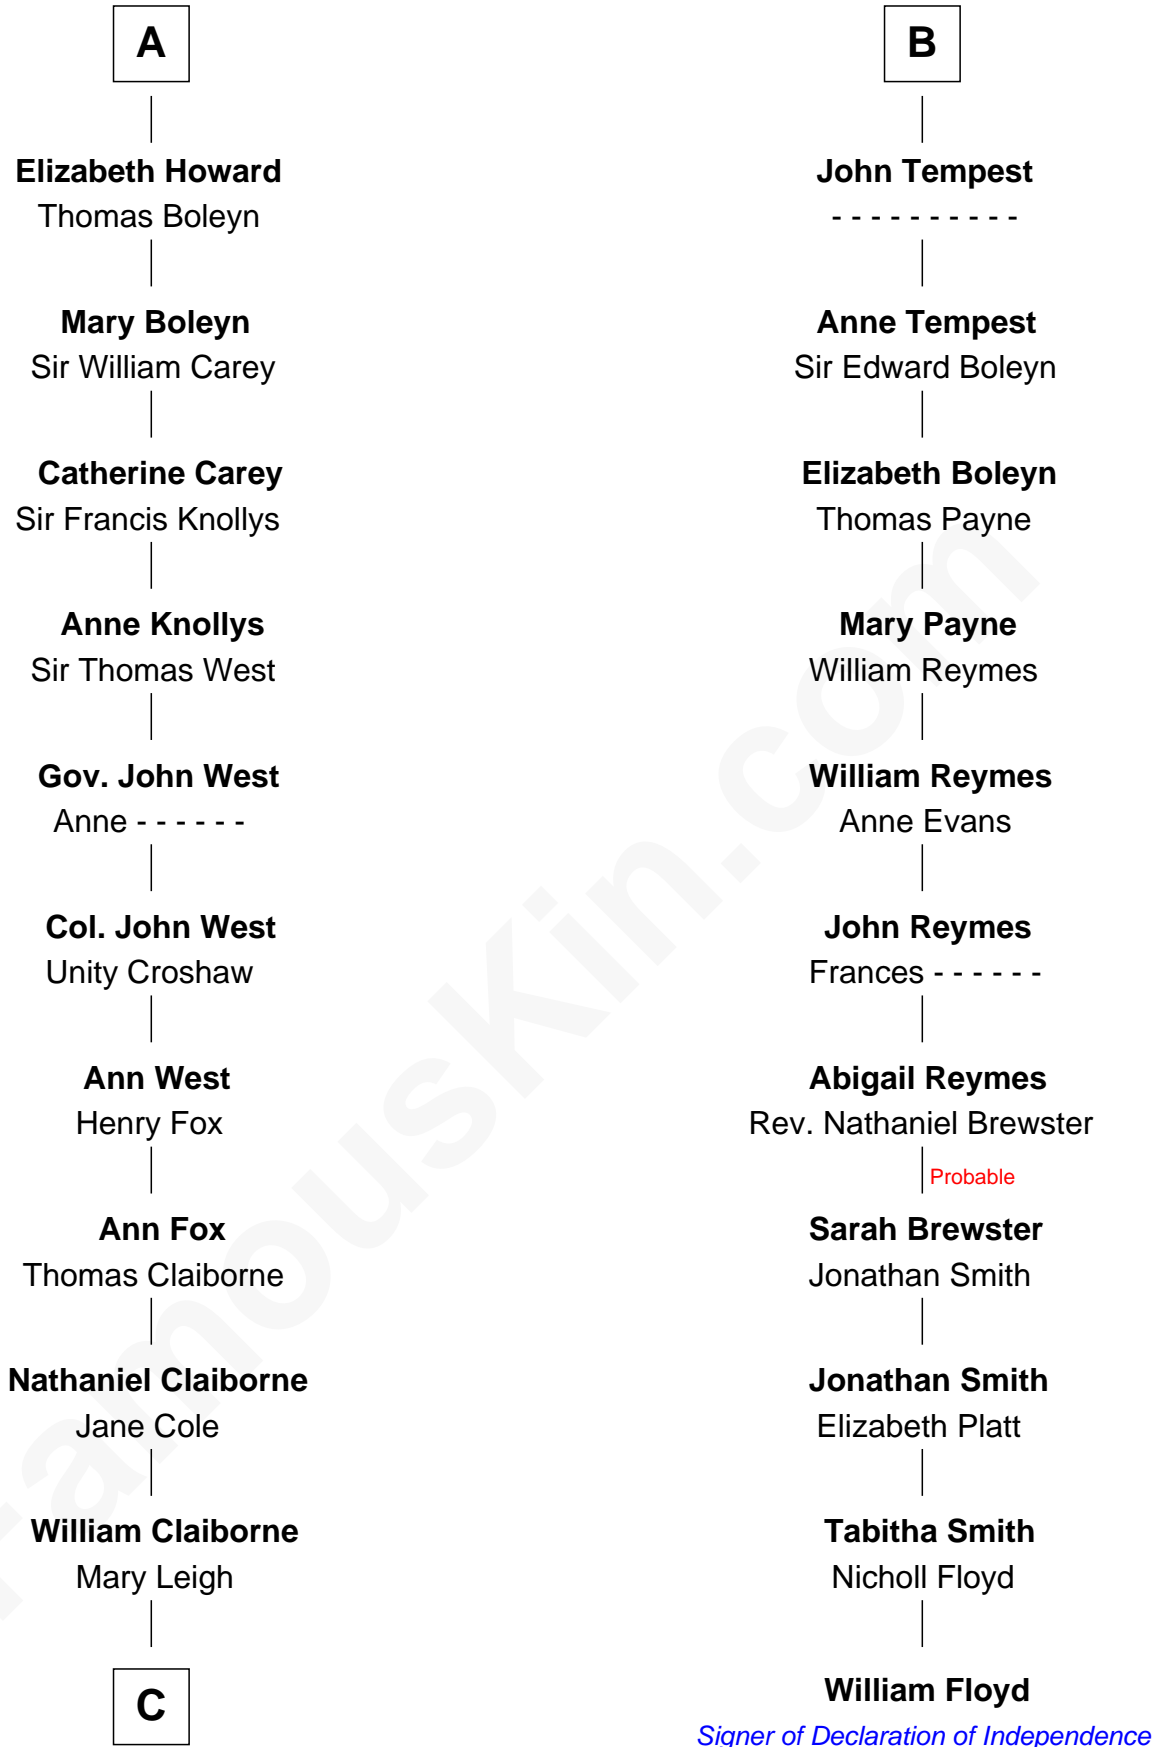 A
Elizabeth Howard
Thomas Boleyn
Mary Boleyn
Sir William Carey
Catherine Carey
Sir Francis Knollys
Anne Knollys
Sir Thomas West
Gov. John West
Anne - - - - - -
Col. John West
Unity Croshaw
Ann West
Henry Fox
Ann Fox
Thomas Claiborne
Nathaniel Claiborne
Jane Cole
William Claiborne
Mary Leigh
C
B
John Tempest
- - - - - - - - - -
Anne Tempest
Sir Edward Boleyn
Elizabeth Boleyn
Thomas Payne
Mary Payne
William Reymes
William Reymes
Anne Evans
John Reymes
Frances - - - - - -
Abigail Reymes
Rev. Nathaniel Brewster
Probable
Sarah Brewster
Jonathan Smith
Jonathan Smith
Elizabeth Platt
Tabitha Smith
Nicholl Floyd
William Floyd
Signer of Declaration of Independence
FamousKin.com